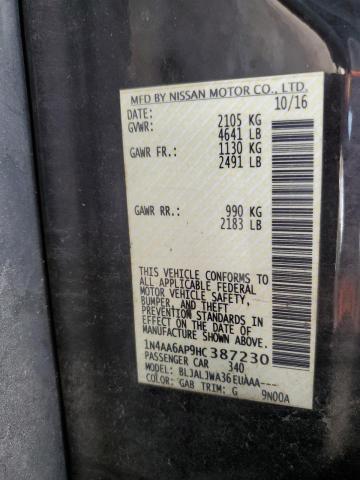 MFD BY NISSAN MOTOR CO., LTD.
DATE: 10/16
GVWR: 2105 KG
4641 LB
GAWR FR.: 1130 KG
2491 LB
GAWR RR.: 990 KG
2183 LB
THIS VEHICLE CONFORMS TO
ALL APPLICABLE FEDERAL
MOTOR VEHICLE SAFETY,
BUMPER, AND THEFT
PREVENTION STANDARDS IN
EFFECT ON THE DATE OF
MANUFACTURE SHOWN ABOVE.
1N4AA6AP9HC387230
PASSENGER CAR 340
MODEL: BLJALJWA36EUAAA----
COLOR: GAB TRIM: G 9N00A